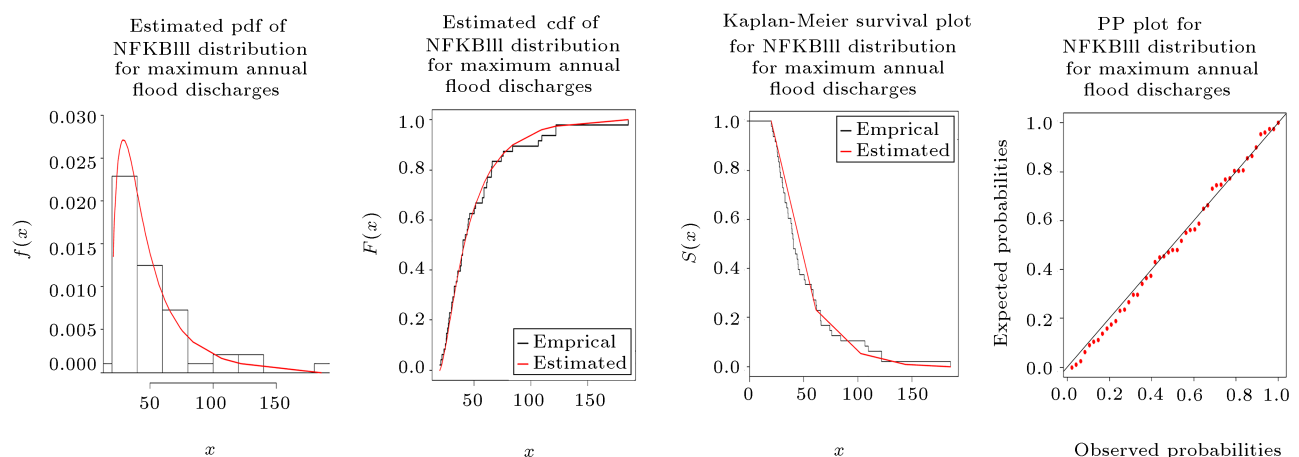 Estimated pdf of
NFKBlll distribution
for maximum annual
flood discharges
f(x)
0.030
0.025
0.020
0.015
0.010
0.005
0.000
50
100
150
x
Estimated cdf of
NFKBlll distribution
for maximum annual
flood discharges
F(x)
1.0
0.8
0.6
0.4
0.2
0.0
Emprical
Estimated
50
100
150
x
Kaplan-Meier survival plot
for NFKBlll distribution
for maximum annual
flood discharges
S(x)
1.0
0.8
0.6
0.4
0.2
0.0
Emprical
Estimated
0
50
100
150
x
PP plot for
NFKBlll distribution
for maximum annual
flood discharges
Expected probabilities
1.0
0.8
0.6
0.4
0.2
0.0
0.0
0.2
0.4
0.6
0.8
1.0
Observed probabilities